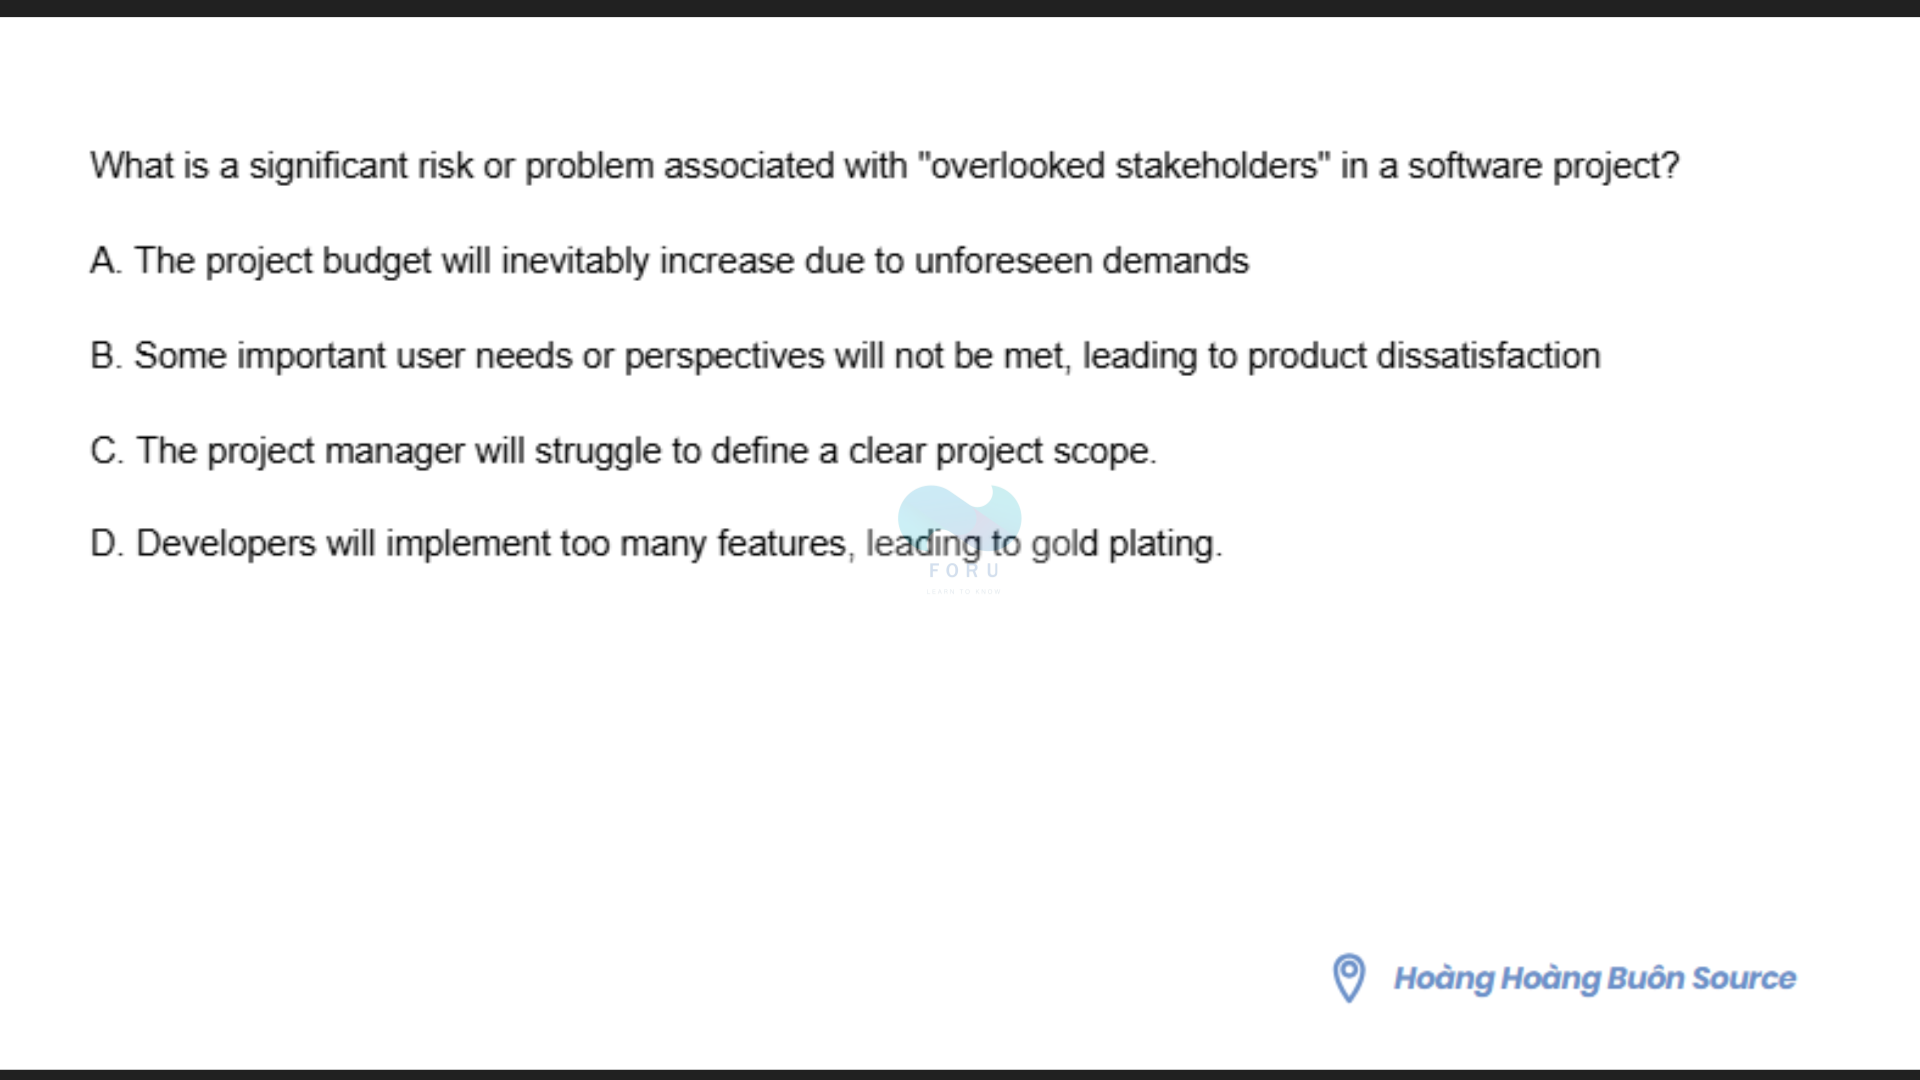 What is a significant risk or problem associated with "overlooked stakeholders" in a software project?
A. The project budget will inevitably increase due to unforeseen demands
B. Some important user needs or perspectives will not be met, leading to product dissatisfaction
C. The project manager will struggle to define a clear project scope.
D. Developers will implement too many features, leading to gold plating.
FORU
LEARN TO KNOW
Hoàng Hoàng Buôn Source